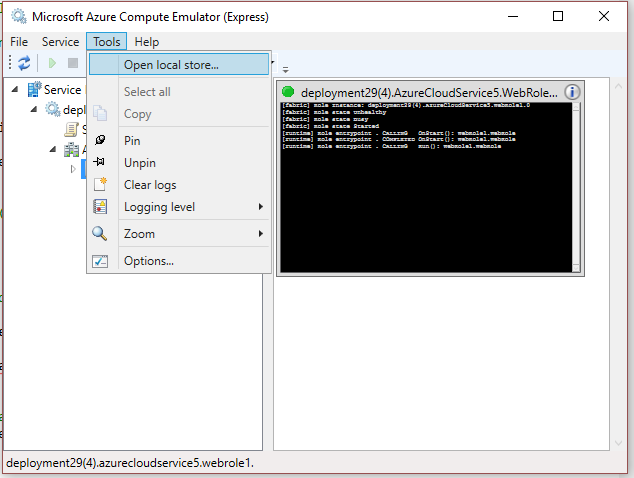 Microsoft Azure Compute Emulator (Express)
File Service Tools Help
Open local store...
Select all
Copy
Pin
Unpin
Clear logs
Logging level
Zoom
Options...
Service
dep
S
A
deployment29(4).AzureCloudService5.WebRole...
[fabric] Role Instance: deployment29(4).AzureCloudService5.WebRole1.0
[fabric] Role state Unhealthy
[fabric] Role state Busy
[fabric] Role state Started
[runtime] Role entrypoint . CALLING OnStart(): WebRole1.WebRole
[runtime] Role entrypoint . COMPLETED OnStart(): WebRole1.WebRole
[runtime] Role entrypoint . CALLING Run(): WebRole1.WebRole
deployment29(4).azurecloudservice5.webrole1.